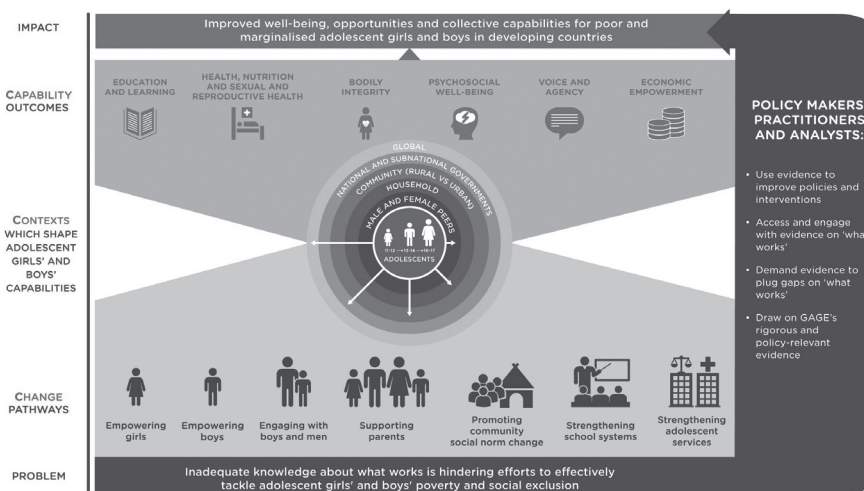 IMPACT
Improved well-being, opportunities and collective capabilities for poor and
marginalised adolescent girls and boys in developing countries
CAPABILITY
OUTCOMES
EDUCATION
AND LEARNING
HEALTH, NUTRITION
AND SEXUAL AND
REPRODUCTIVE HEALTH
BODILY
INTEGRITY
PSYCHOSOCIAL
WELL-BEING
VOICE AND
AGENCY
ECONOMIC
EMPOWERMENT
CONTEXTS
WHICH SHAPE
ADOLESCENT
GIRLS' AND
BOYS'
CAPABILITIES
GLOBAL
NATIONAL AND SUBNATIONAL GOVERNMENTS
COMMUNITY (RURAL VS URBAN)
HOUSEHOLD
MALE AND FEMALE PEERS
ADOLESCENTS
CHANGE
PATHWAYS
Empowering
girls
Empowering
boys
Engaging with
boys and men
Supporting
parents
Promoting
community
social norm change
Strengthening
school systems
Strengthening
adolescent
services
PROBLEM
Inadequate knowledge about what works is hindering efforts to effectively
tackle adolescent girls' and boys' poverty and social exclusion
POLICY MAKERS
PRACTITIONERS
AND ANALYSTS:
• Use evidence to
improve policies and
interventions
• Access and engage
with evidence on 'wha
works'
• Demand evidence to
plug gaps on 'what
works'
• Draw on GAGE's
rigorous and
policy-relevant
evidence